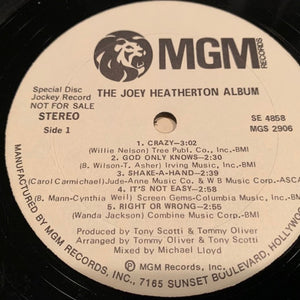 MGM
RECORDS
Special Disc
Jockey Record
NOT FOR SALE
STEREO
Side 1
THE JOEY HEATHERTON ALBUM
SE 4858
MGS 2906
1. CRAZY—3:02
(Willie Nelson) Tree Publ. Co., Inc.-BMI
2. GOD ONLY KNOWS—2:30
(B. Wilson-T. Asher) Irving Music, Inc.-BMI
3. SHAKE-A-HAND—2:39
(Carol Carmichael) Jude-Anne Music Co. & W B Music Corp.-ASCA
4. IT'S NOT EASY—2:58
(B. Mann-Cynthia Neil) Screen Gems-Columbia Music, Inc.-BMI
5. RIGHT OR WRONG—2:55
(Wanda Jackson) Combine Music Corp.-BMI
Produced by Tony Scotti & Tommy Oliver
Arranged by Tommy Oliver & Tony Scotti
Mixed by Michael Lloyd
℗ MGM Records, Inc.
MANUFACTURED BY MGM RECORDS, INC., 7165 SUNSET BOULEVARD, HOLLYWO